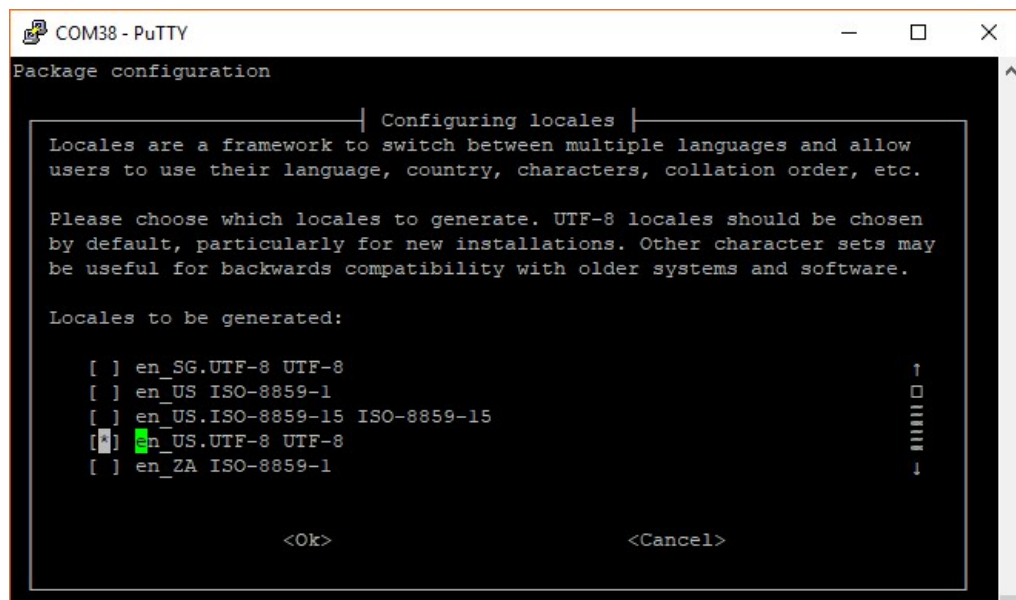 COM38 - PuTTY
Package configuration
Configuring locales
Locales are a framework to switch between multiple languages and allow
users to use their language, country, characters, collation order, etc.
Please choose which locales to generate. UTF-8 locales should be chosen
by default, particularly for new installations. Other character sets may
be useful for backwards compatibility with older systems and software.
Locales to be generated:
[ ] en_SG.UTF-8 UTF-8
[ ] en_US ISO-8859-1
[ ] en_US.ISO-8859-15 ISO-8859-15
[*] en_US.UTF-8 UTF-8
[ ] en_ZA ISO-8859-1
<Ok> <Cancel>